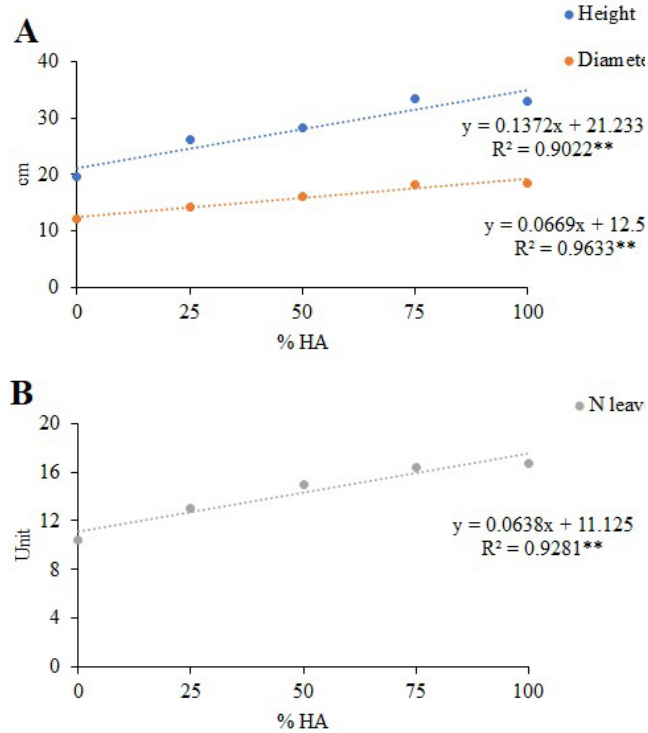 A
Height
Diamete
40
30
20
10
0
cm
y = 0.1372x + 21.233
R² = 0.9022**
y = 0.0669x + 12.5
R² = 0.9633**
0 25 50 75 100
% HA
B
N leave
20
16
12
8
4
0
Unit
y = 0.0638x + 11.125
R² = 0.9281**
0 25 50 75 100
% HA